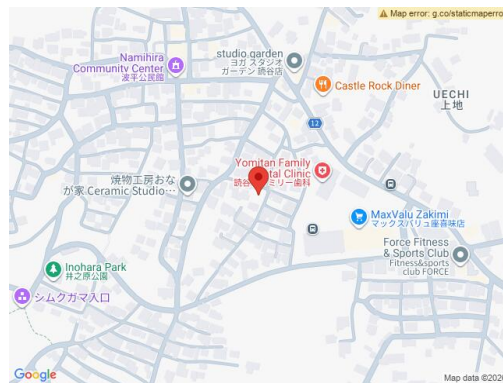 Map error: g.co/staticmaperro
studio.garden
ヨガ スタジオ
ガーデン 読谷店
Namihira
Community Center
波平公民館
Castle Rock Diner
UECHI
上地
12
Yomitan Family
tal Clinic
ミリー歯科
焼物工房おな
が家 Ceramic Studio…
MaxValu Zakimi
マックスバリュ座喜味店
Force Fitness
& Sports Club
Fitness&sports
club FORCE
Inohara Park
井之原公園
シムクガマ入口
Google
Map data ©202